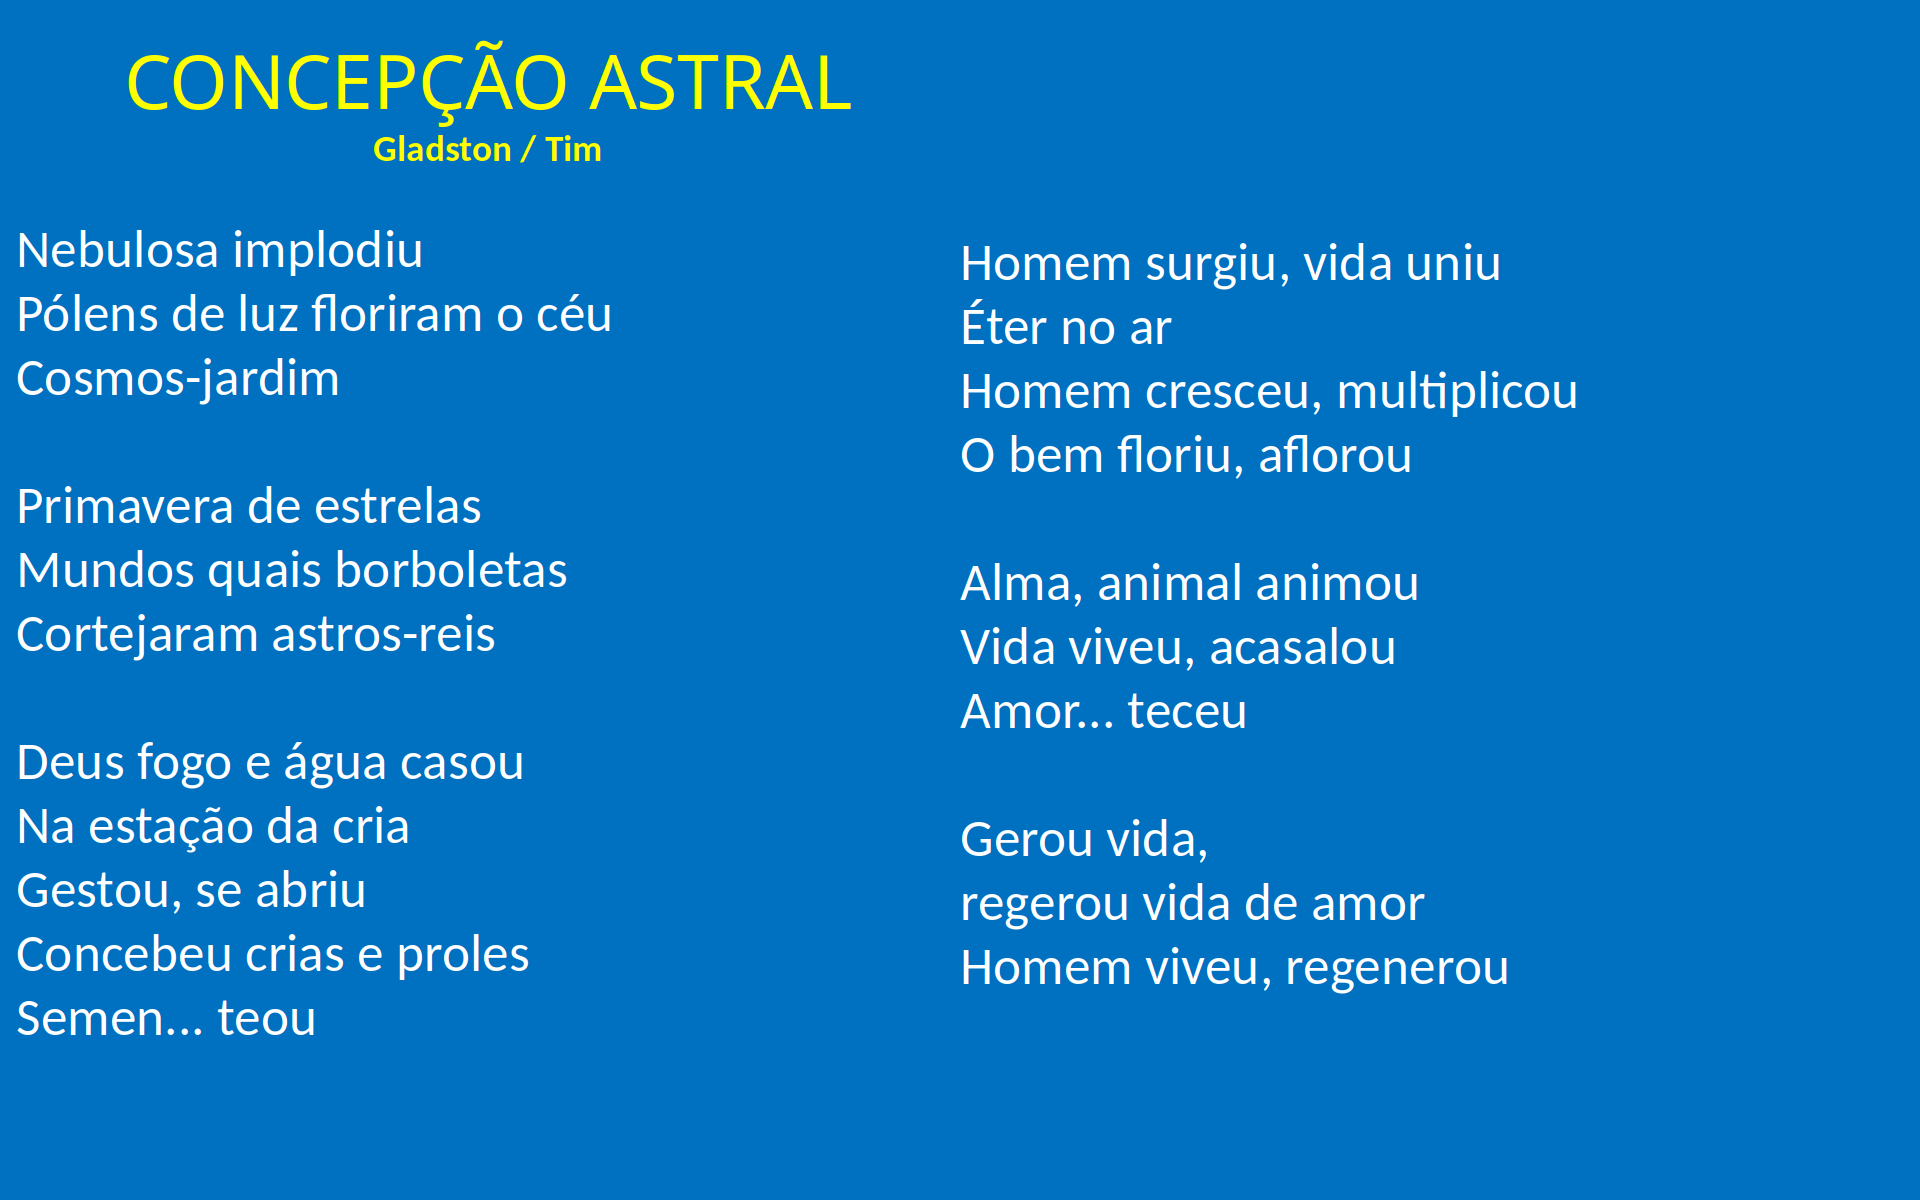 CONCEPÇÃO ASTRAL
Gladston / Tim
Nebulosa implodiu
Pólens de luz floriram o céu
Cosmos-jardim
Primavera de estrelas
Mundos quais borboletas
Cortejaram astros-reis
Deus fogo e água casou
Na estação da cria
Gestou, se abriu
Concebeu crias e proles
Semen... teou
Homem surgiu, vida uniu
Éter no ar
Homem cresceu, multiplicou
O bem floriu, aflorou
Alma, animal animou
Vida viveu, acasalou
Amor... teceu
Gerou vida,
regerou vida de amor
Homem viveu, regenerou